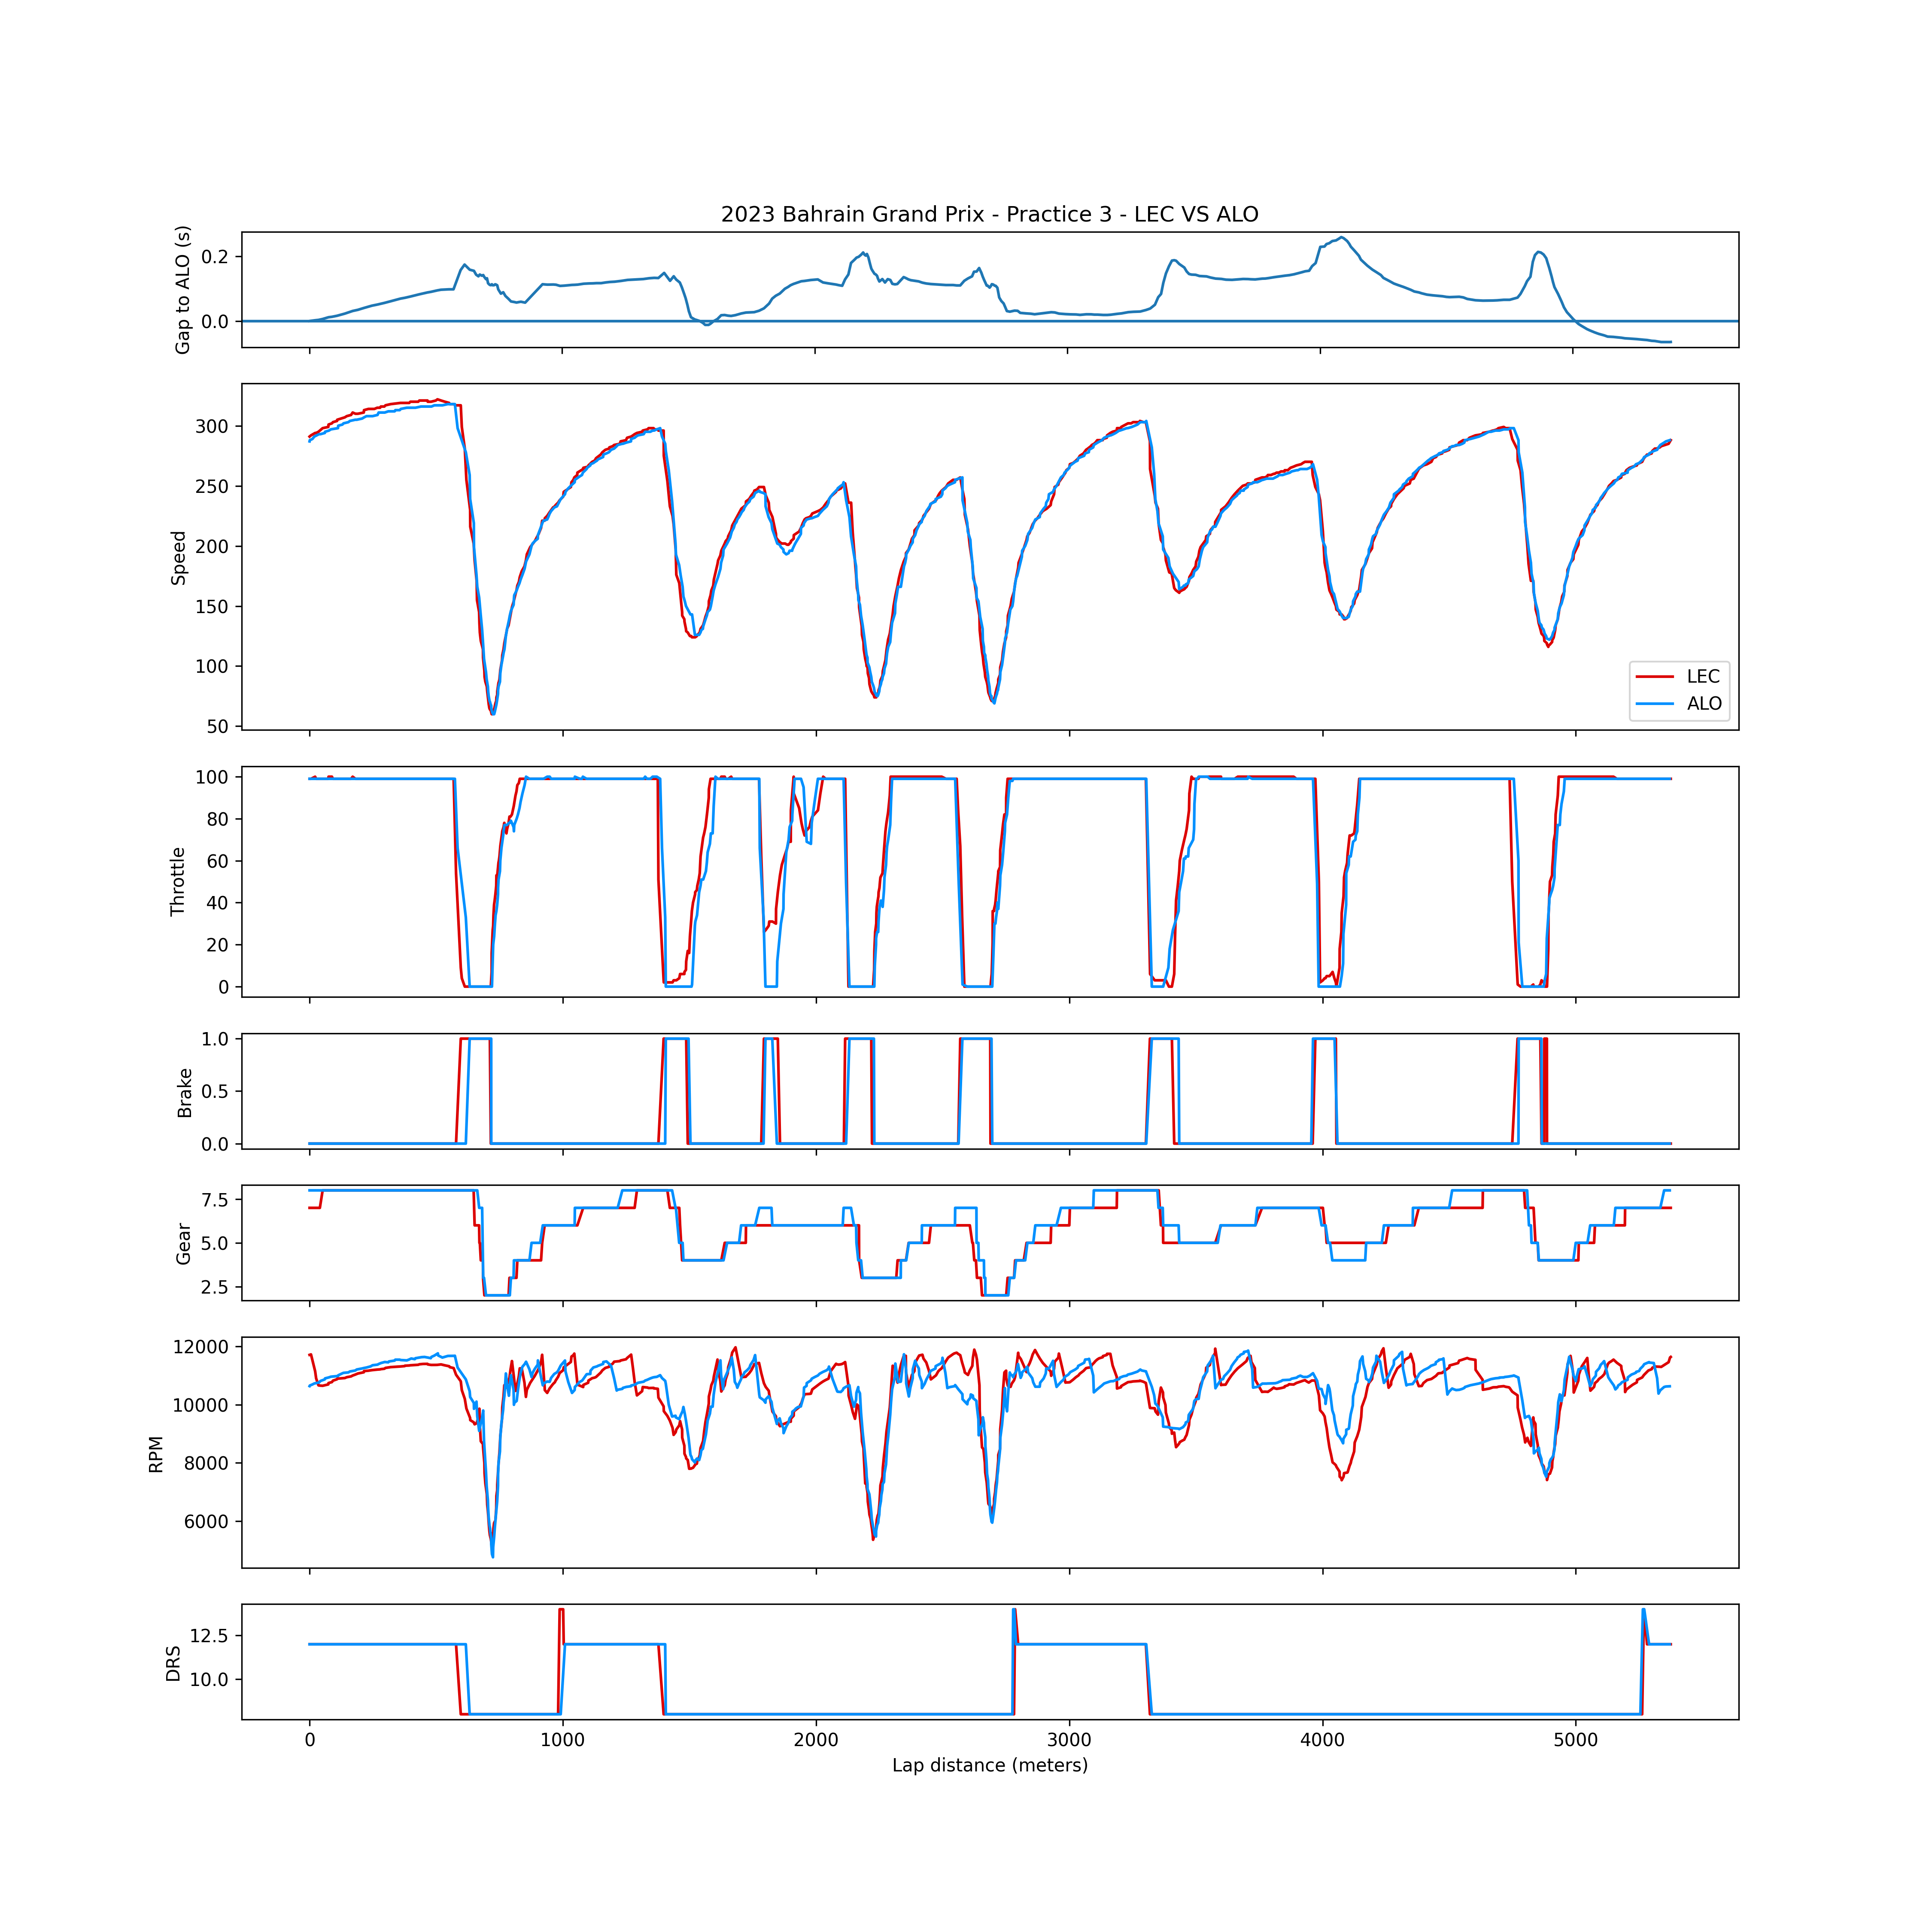 2023 Bahrain Grand Prix - Practice 3 - LEC VS ALO
Gap to ALO (s)
0.2
0.0
Speed
300
250
200
150
100
50
LEC
ALO
Throttle
100
80
60
40
20
0
Brake
1.0
0.5
0.0
Gear
7.5
5.0
2.5
RPM
12000
10000
8000
6000
DRS
12.5
10.0
0 1000 2000 3000 4000 5000
Lap distance (meters)